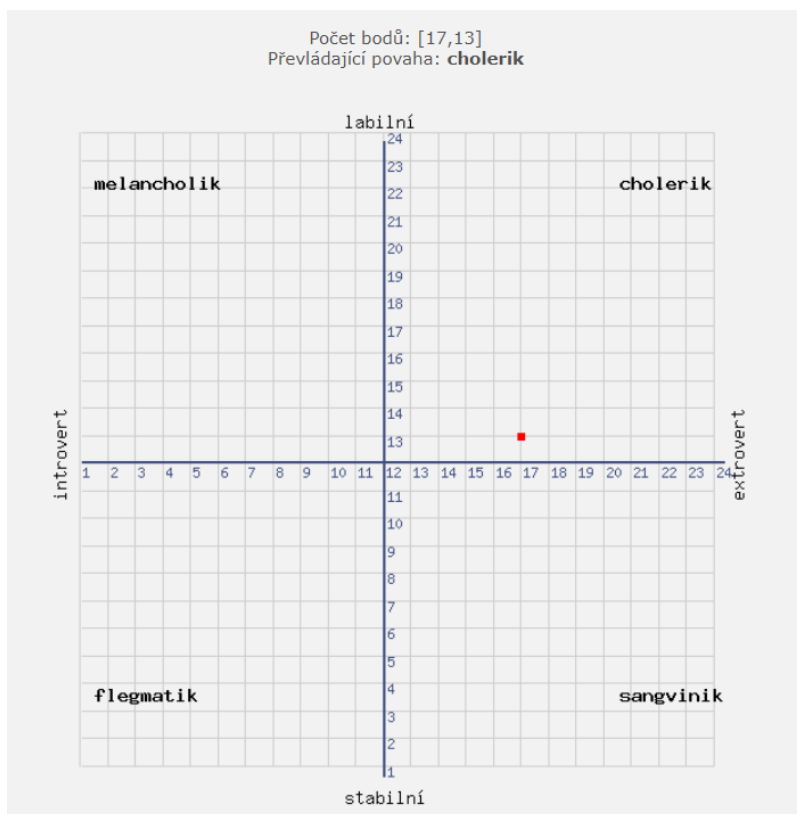 Počet bodů: [17,13]
Převládající povaha: cholerik
labilní
24
23
melancholik
cholerik
22
21
20
19
18
17
16
15
14
13
introvert
extrovert
1 2 3 4 5 6 7 8 9 10 11 12 13 14 15 16 17 18 19 20 21 22 23 24
11
10
9
8
7
6
5
4
flegmatik
sangvinik
3
2
1
stabilní